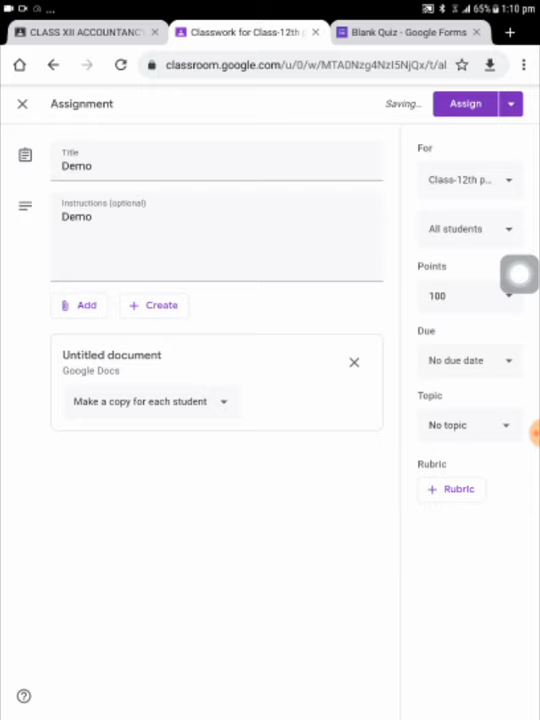 65% 1:10 pm
CLASS XII ACCOUNTANC
Classwork for Class-12th p
Blank Quiz - Google Forms
classroom.google.com/u/0/w/MTA0Nzg4NzI5NjQx/t/al
Assignment
Saving...
Assign
Title
Demo
Instructions (optional)
Demo
Add
Create
Untitled document
Google Docs
Make a copy for each student
For
Class-12th p...
All students
Points
100
Due
No due date
Topic
No topic
Rubric
Rubric